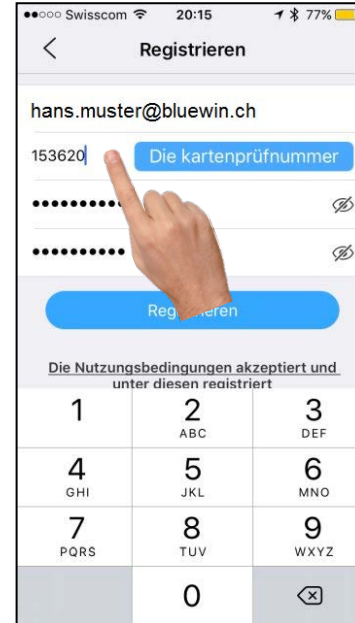 ●●○○○ Swisscom 20:15 77%
Registrieren
hans.muster@bluewin.ch
153620 Die kartenprüfnummer
●●●●●●●●●●
●●●●●●●●●●
Registrieren
Die Nutzungsbedingungen akzeptiert und
unter diesen registriert
1 2 3
ABC DEF
4 5 6
GHI JKL MNO
7 8 9
PQRS TUV WXYZ
0